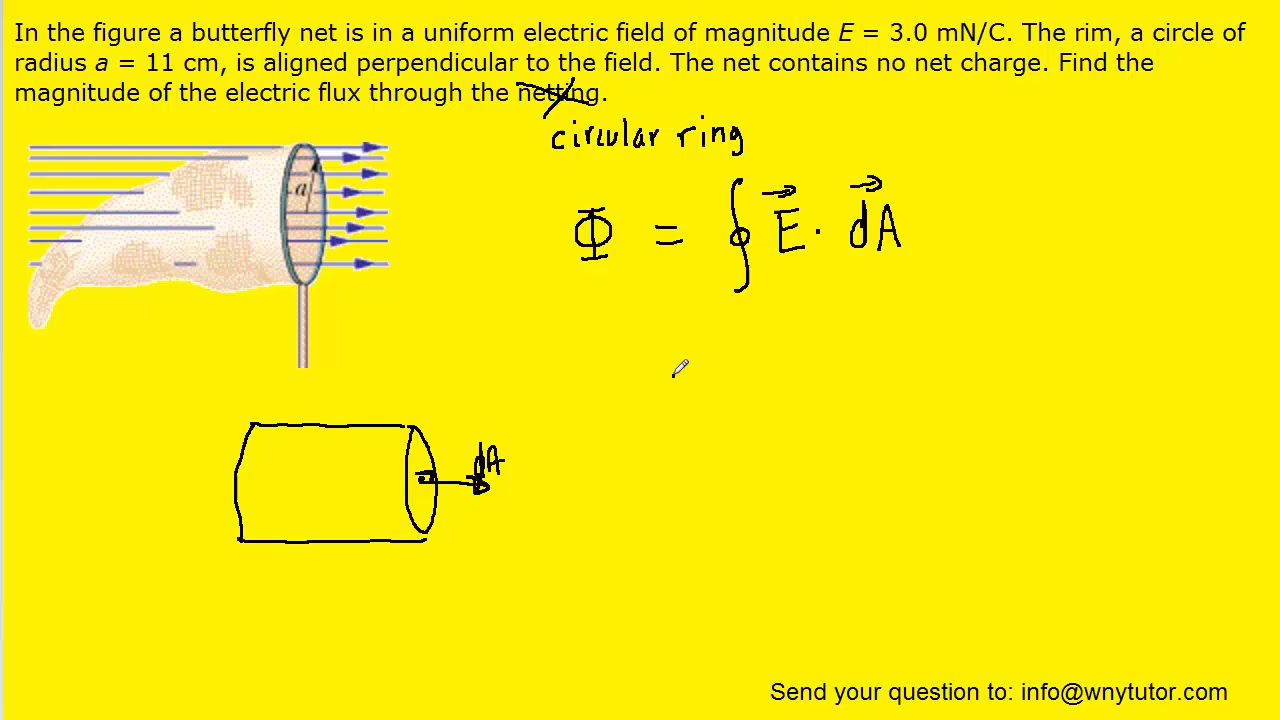 In the figure a butterfly net is in a uniform electric field of magnitude E = 3.0 mN/C. The rim, a circle of
radius a = 11 cm, is aligned perpendicular to the field. The net contains no net charge. Find the
magnitude of the electric flux through the netting.
circular ring
a
Φ = ∮ E⃗ · dA⃗
dA
Send your question to: info@wnytutor.com